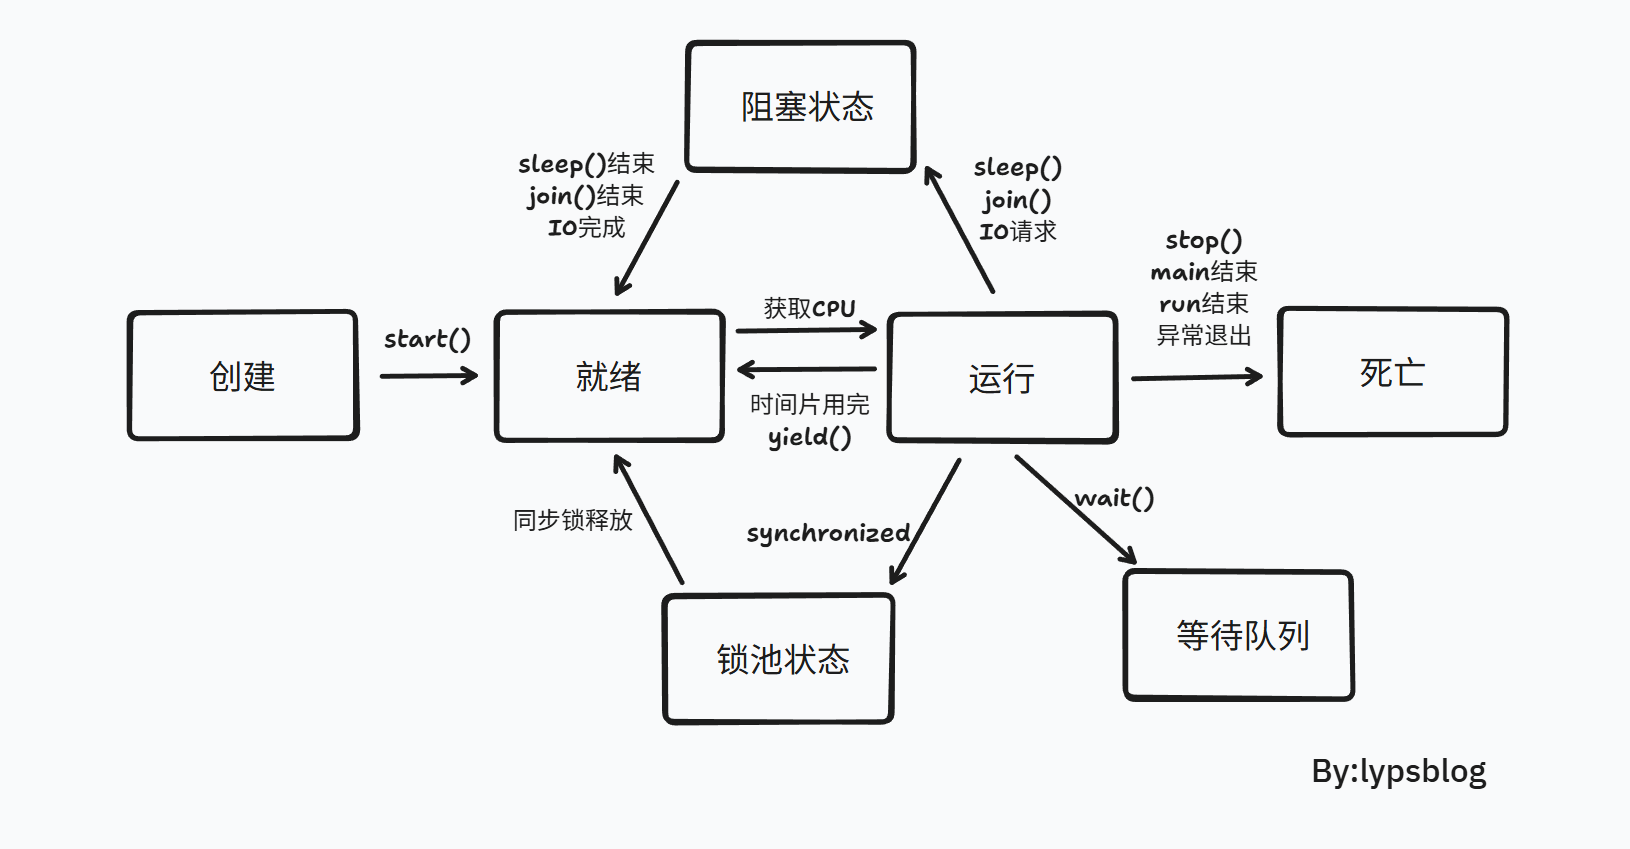 阻塞状态
sleep()结束
join()结束
IO完成
sleep()
join()
IO请求
stop()
main结束
run结束
异常退出
创建
start()
就绪
获取CPU
时间片用完
yield()
运行
死亡
同步锁释放
synchronized
wait()
锁池状态
等待队列
By:lypsblog